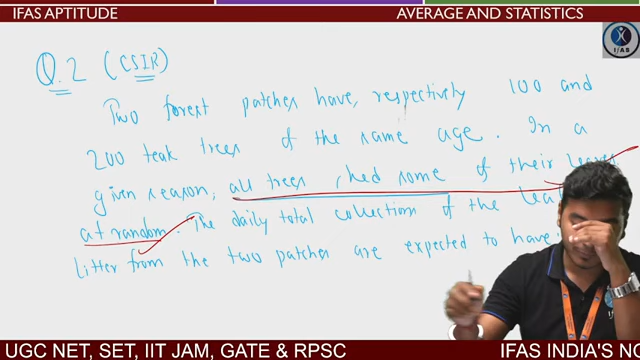 IFAS APTITUDE
AVERAGE AND STATISTICS
IFAS
Q.2 (CSIR)
Two forest patches have, respectively 100 and
200 teak trees of the same age. In a
given season, all trees shed some of their leaves
at random. The daily total collection of the
litter from the two patches are expected to have:
UGC NET, SET, IIT JAM, GATE & RPSC
IFAS INDIA'S NO